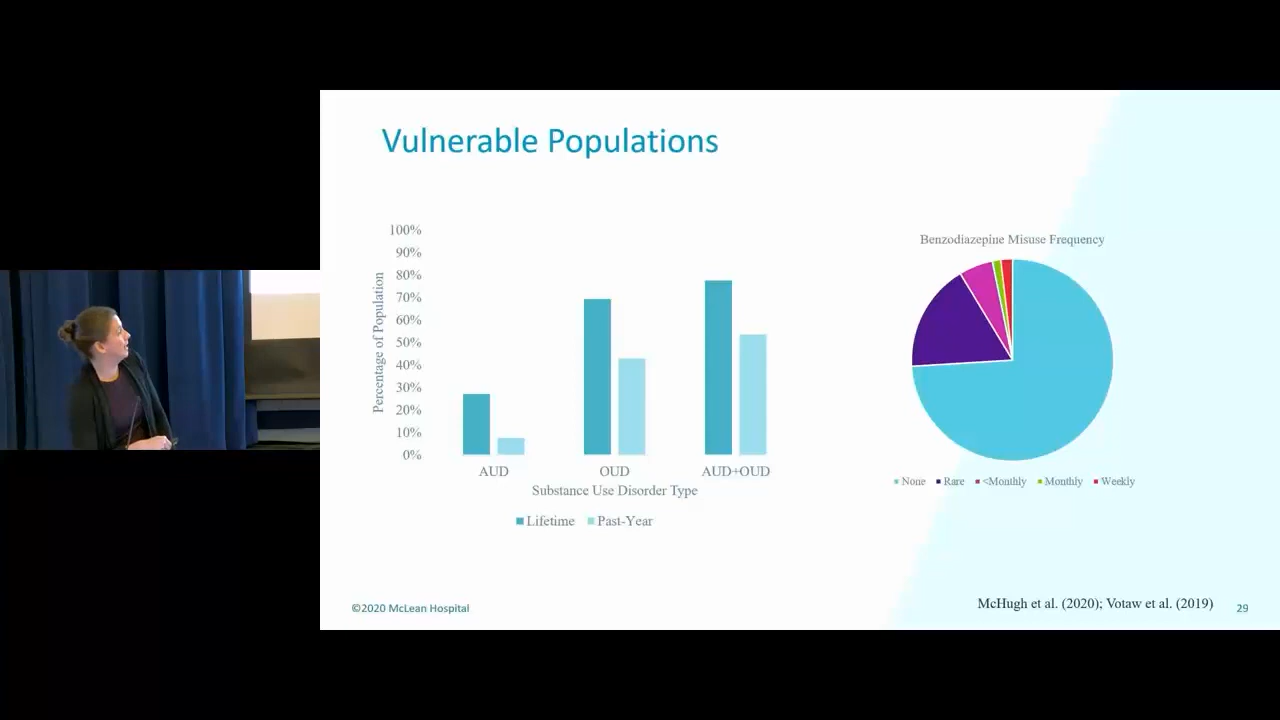 Vulnerable Populations
100%
90%
80%
70%
60%
50%
40%
30%
20%
10%
0%
Percentage of Population
AUD OUD AUD+OUD
Substance Use Disorder Type
Lifetime Past-Year
Benzodiazepine Misuse Frequency
None Rare <Monthly Monthly Weekly
©2020 McLean Hospital
McHugh et al. (2020); Votaw et al. (2019)
29